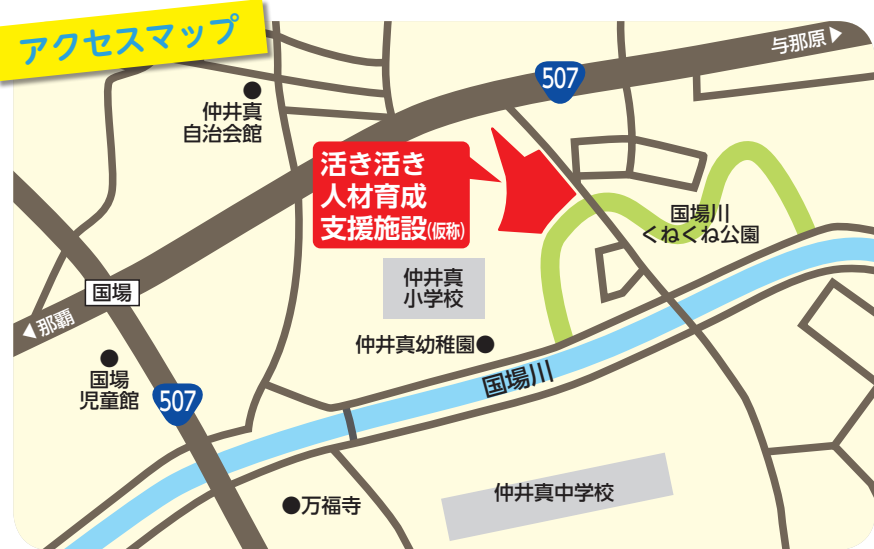 アクセスマップ
与那原▶
507
仲井真
自治会館
活き活き
人材育成
支援施設(仮称)
国場川
くねくね公園
仲井真
小学校
国場
◀那覇
仲井真幼稚園
国場川
国場
児童館
507
仲井真中学校
万福寺